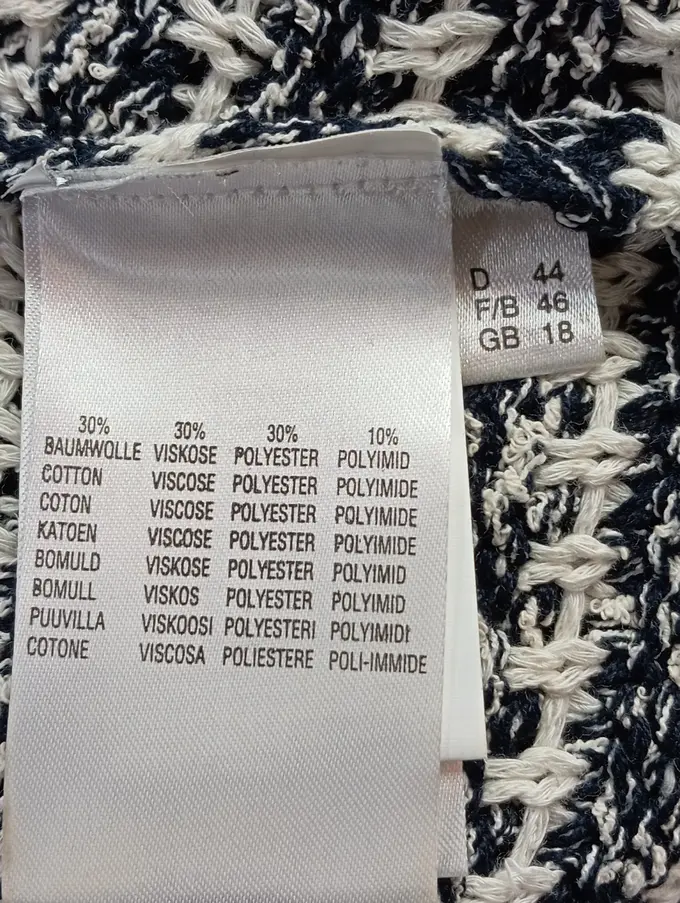 D 44
F/B 46
GB 18
30% 30% 30% 10%
BAUMWOLLE VISKOSE POLYESTER POLYIMID
COTTON VISCOSE POLYESTER POLYIMIDE
COTON VISCOSE POLYESTER POLYIMIDE
KATOEN VISCOSE POLYESTER POLYIMIDE
BOMULD VISKOSE POLYESTER POLYIMID
BOMULL VISKOS POLYESTER POLYIMID
PUUVILLA VISKOOSI POLYESTERI POLYIMIDI
COTONE VISCOSA POLIESTERE POLI-IMMIDE